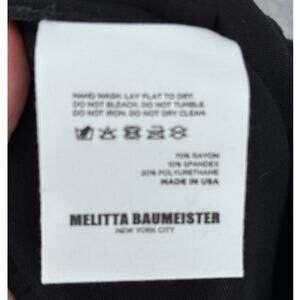 HAND WASH. LAY FLAT TO DRY.
DO NOT BLEACH. DO NOT TUMBLE.
DO NOT IRON. DO NOT DRY CLEAN.
70% RAYON
10% SPANDEX
20% POLYURETHANE
MADE IN USA
MELITTA BAUMEISTER
NEW YORK CITY